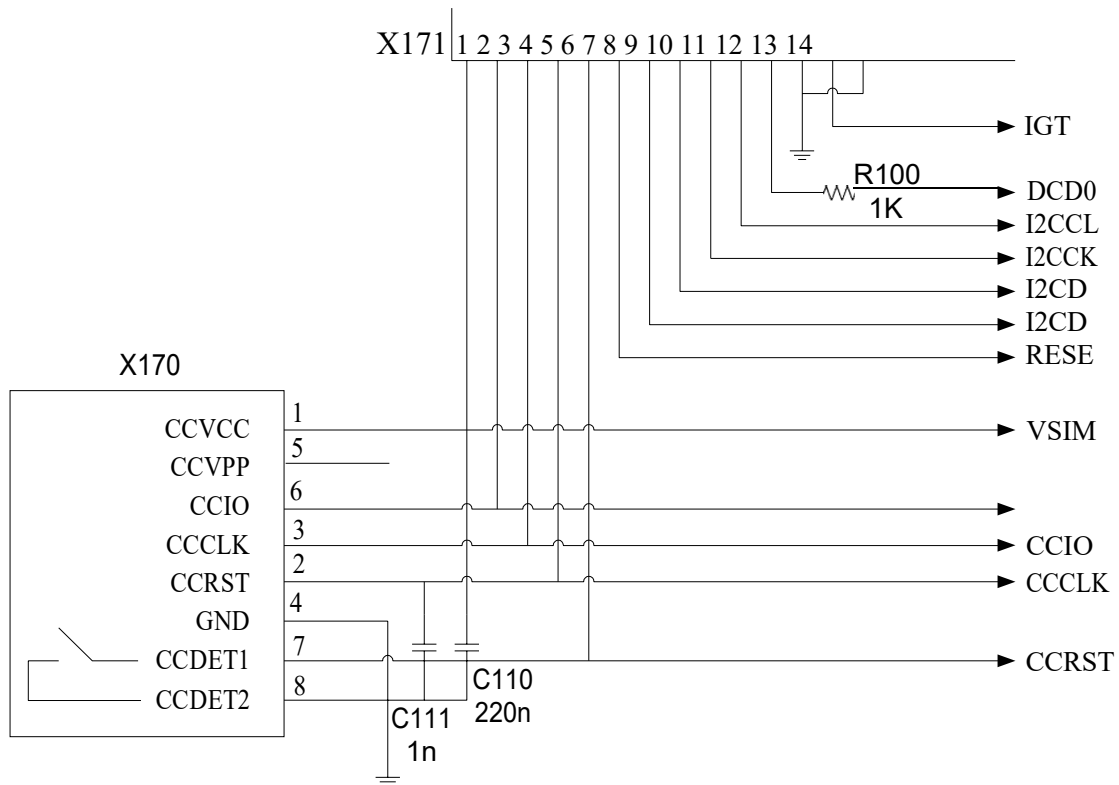 X171 1 2 3 4 5 6 7 8 9 10 11 12 13 14
IGT
R100
DCD0
1K
I2CCL
I2CCK
I2CD
I2CD
RESE
X170
CCVCC 1 VSIM
CCVPP 5
CCIO 6
CCCLK 3 CCIO
CCRST 2 CCCLK
GND 4
CCDET1 7 CCRST
CCDET2 8
C110
220n
C111
1n